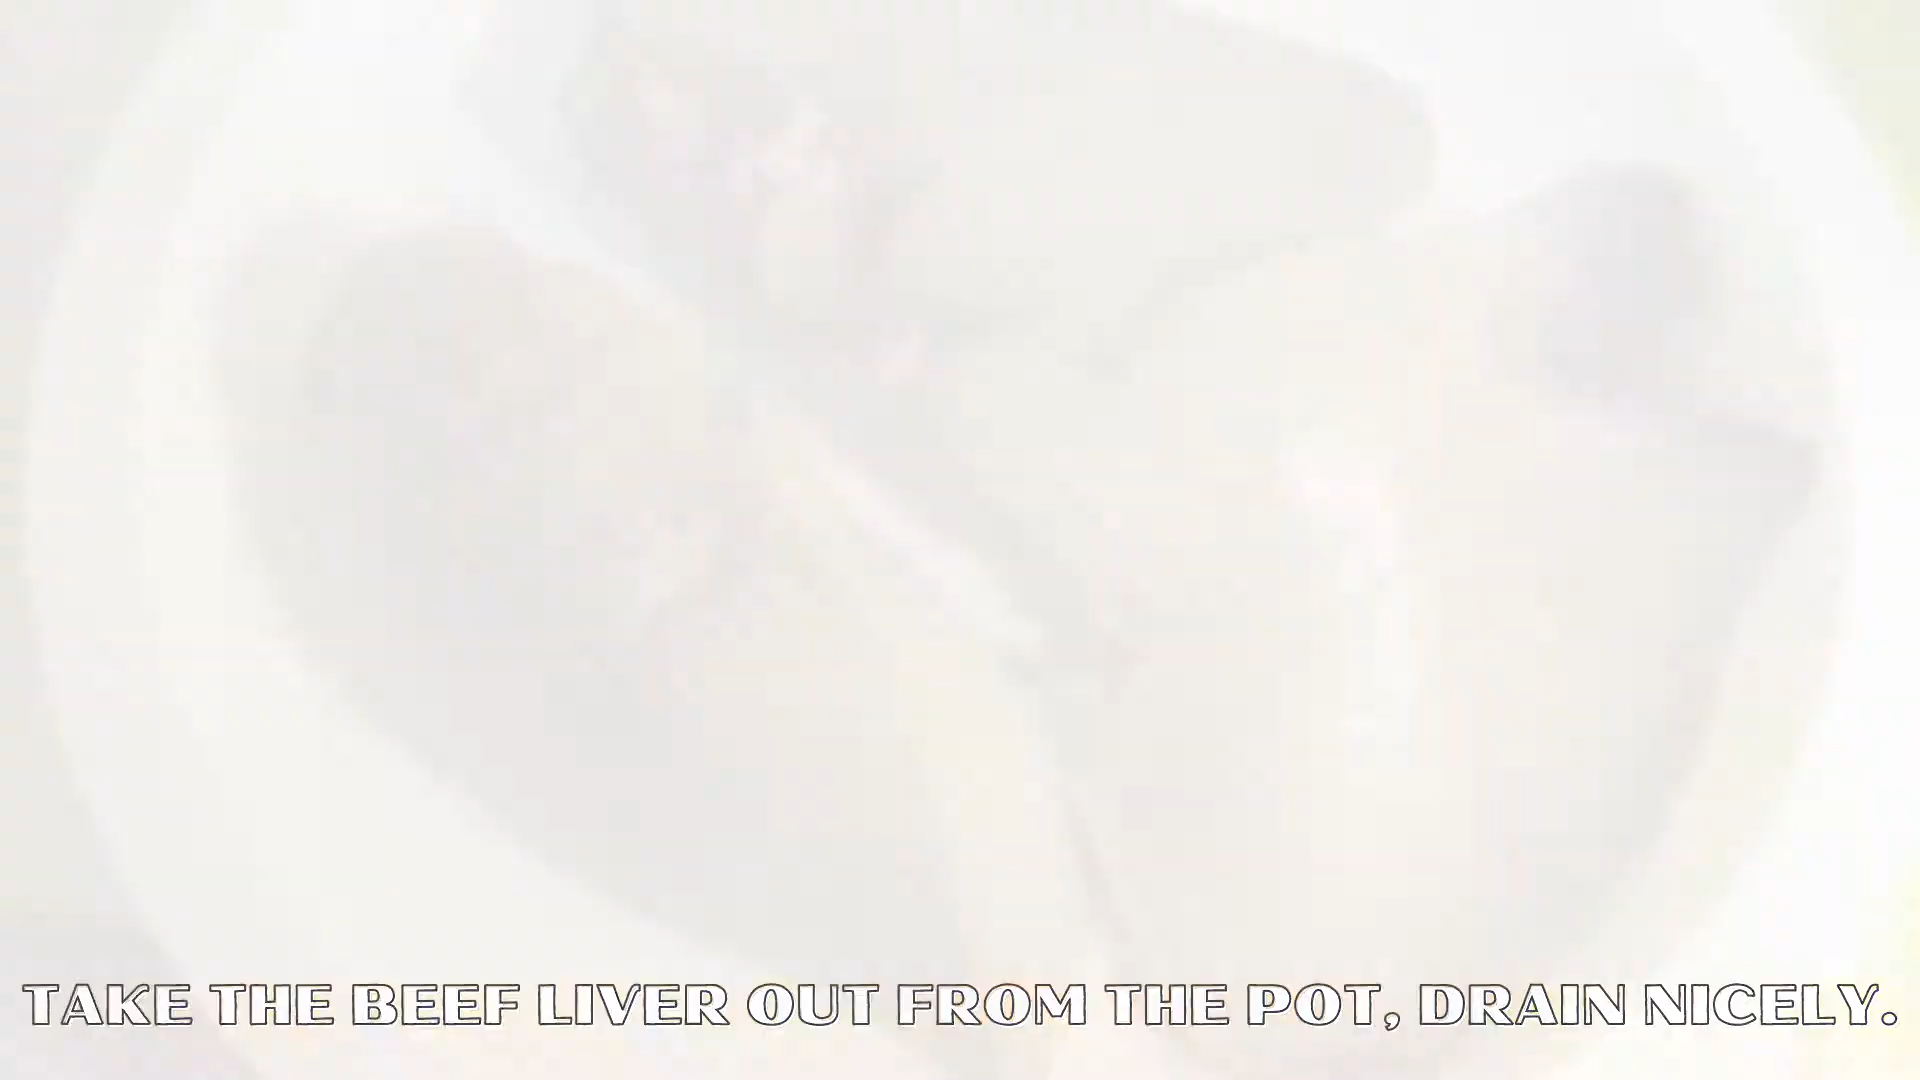 TAKE THE BEEF LIVER OUT FROM THE POT, DRAIN NICELY.